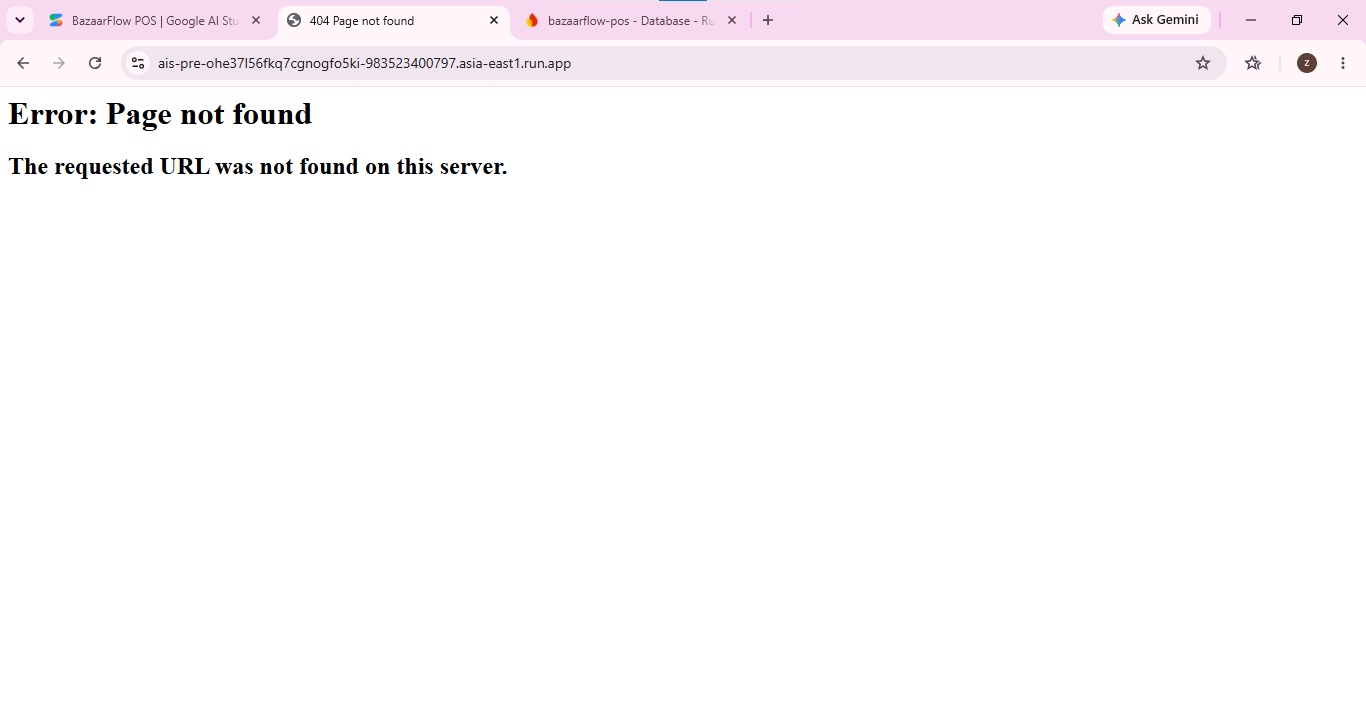 BazaarFlow POS | Google AI Stu
404 Page not found
bazaarflow-pos - Database - Ru
Ask Gemini
ais-pre-ohe37l56fkq7cgnogfo5ki-983523400797.asia-east1.run.app
z
Error: Page not found
The requested URL was not found on this server.